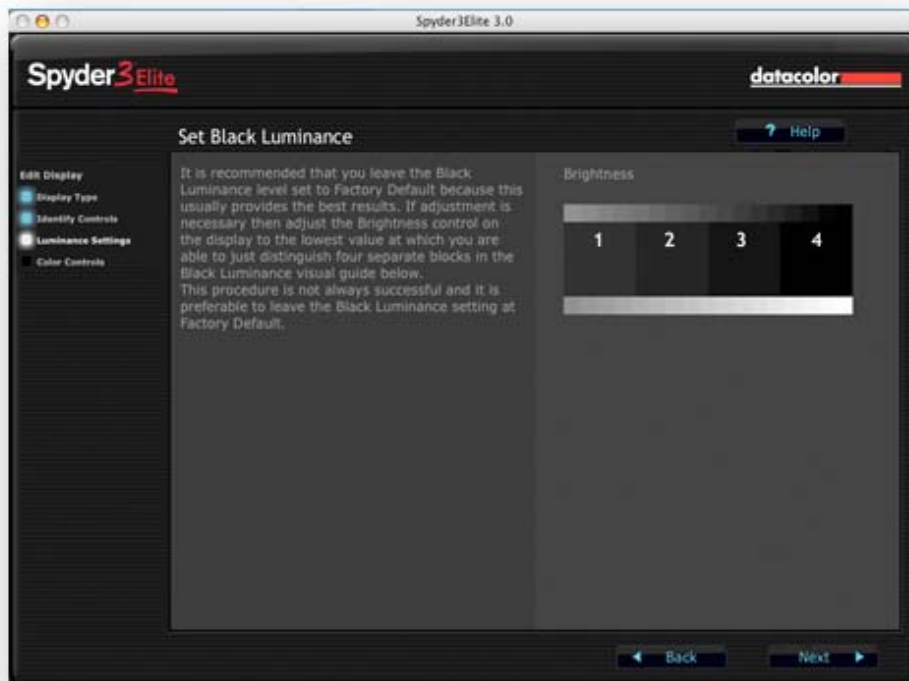 Spyder3Elite 3.0
Spyder3Elite
datacolor
Set Black Luminance
? Help
Edit Display
Display Type
Identify Controls
Luminance Settings
Color Controls
It is recommended that you leave the Black
Luminance level set to Factory Default because this
usually provides the best results. If adjustment is
necessary then adjust the Brightness control on
the display to the lowest value at which you are
able to just distinguish four separate blocks in the
Black Luminance visual guide below.
This procedure is not always successful and it is
preferable to leave the Black Luminance setting at
Factory Default.
Brightness
1 2 3 4
Back
Next